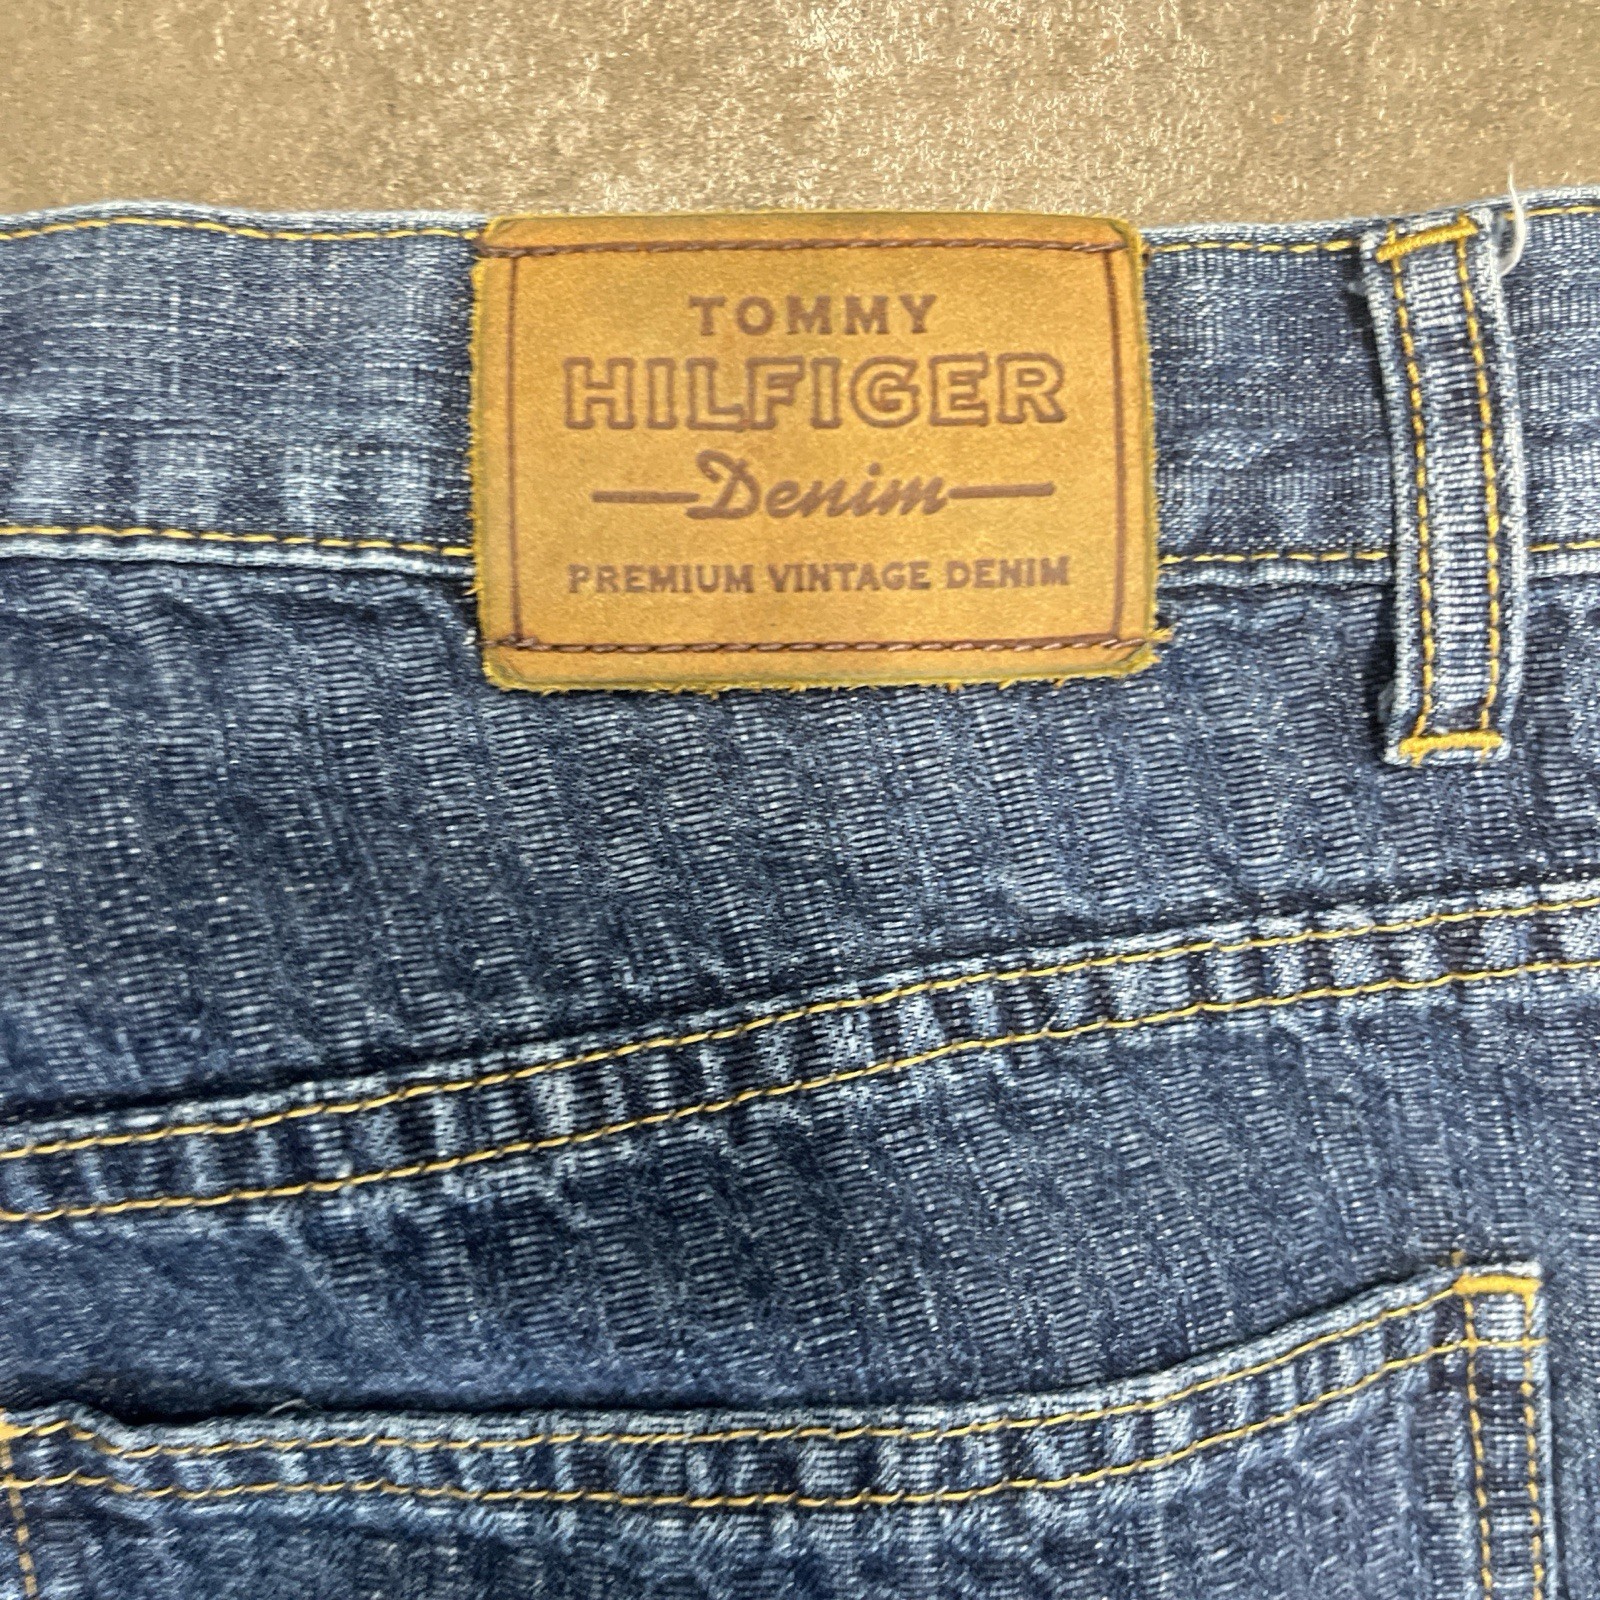 TOMMY
HILFIGER
Denim
PREMIUM VINTAGE DENIM